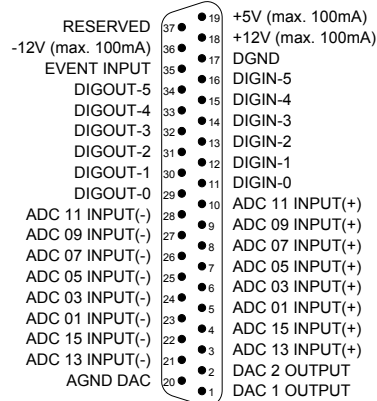 19 +5V (max. 100mA)
RESERVED 37
18 +12V (max. 100mA)
-12V (max. 100mA) 36
17 DGND
EVENT INPUT 35
16 DIGIN-5
DIGOUT-5 34
15 DIGIN-4
DIGOUT-4 33
14 DIGIN-3
DIGOUT-3 32
13 DIGIN-2
DIGOUT-2 31
12 DIGIN-1
DIGOUT-1 30
11 DIGIN-0
DIGOUT-0 29
10 ADC 11 INPUT(+)
ADC 11 INPUT(-) 28
9 ADC 09 INPUT(+)
ADC 09 INPUT(-) 27
8 ADC 07 INPUT(+)
ADC 07 INPUT(-) 26
7 ADC 05 INPUT(+)
ADC 05 INPUT(-) 25
6 ADC 03 INPUT(+)
ADC 03 INPUT(-) 24
5 ADC 01 INPUT(+)
ADC 01 INPUT(-) 23
4 ADC 15 INPUT(+)
ADC 15 INPUT(-) 22
3 ADC 13 INPUT(+)
ADC 13 INPUT(-) 21
2 DAC 2 OUTPUT
AGND DAC 20
1 DAC 1 OUTPUT